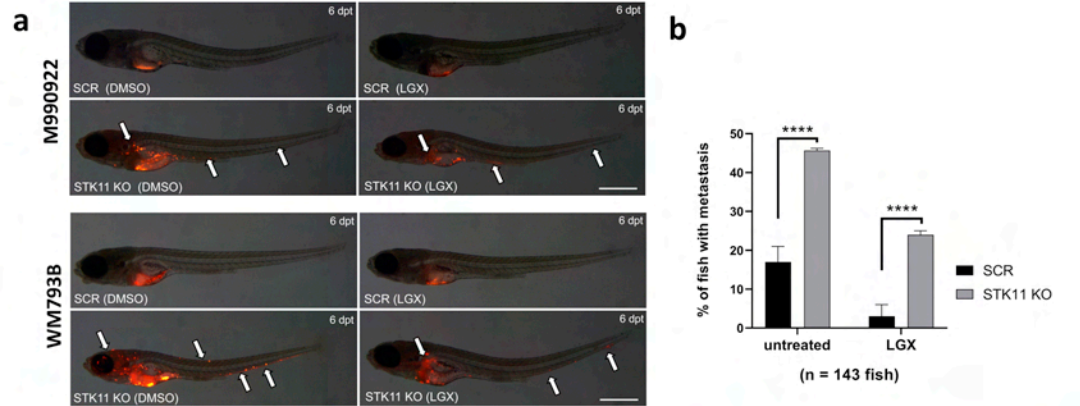 a
M990922
6 dpt
SCR (DMSO)
6 dpt
SCR (LGX)
6 dpt
STK11 KO (DMSO)
6 dpt
STK11 KO (LGX)
WM793B
6 dpt
SCR (DMSO)
6 dpt
SCR (LGX)
6 dpt
STK11 KO (DMSO)
6 dpt
STK11 KO (LGX)
b
% of fish with metastasis
50
40
30
20
10
0
****
****
untreated
LGX
(n = 143 fish)
SCR
STK11 KO